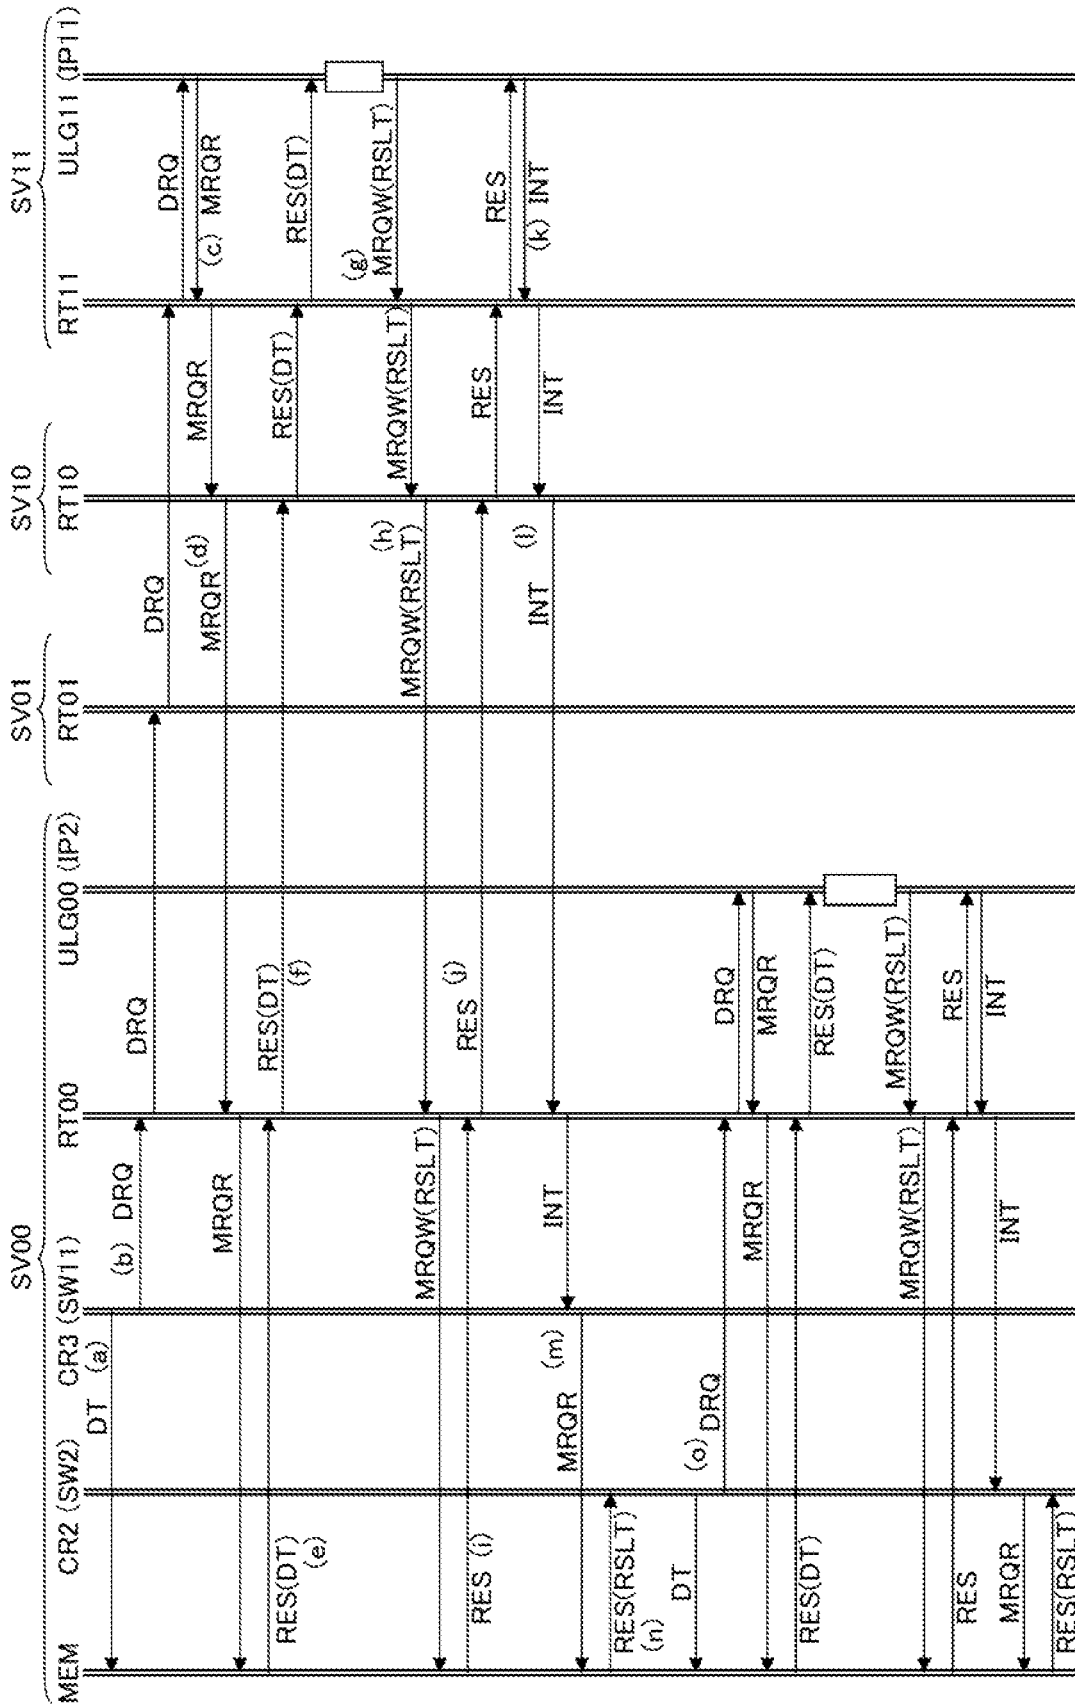 SV00 SV01 SV10 SV11
MEM CR2 (SW2) CR3 (SW11) RT00 ULG00 (IP2) RT01 RT10 RT11 ULG11 (IP11)
DT (a)
(b) DRQ
DRQ
DRQ
DRQ
(c) MRQR
MRQR
MRQR (d)
MRQR
RES(DT) (e)
RES(DT) (f)
RES(DT)
RES(DT)
(g) MRQW(RSLT)
MRQW(RSLT)
(h) MRQW(RSLT)
MRQW(RSLT)
RES (i)
RES (j)
RES
RES
(k) INT
INT
INT (l)
INT
MRQR (m)
RES(RSLT) (n)
DT
(o) DRQ
DRQ
MRQR
MRQR
RES(DT)
RES(DT)
MRQW(RSLT)
MRQW(RSLT)
RES
RES
INT
INT
MRQR
RES(RSLT)